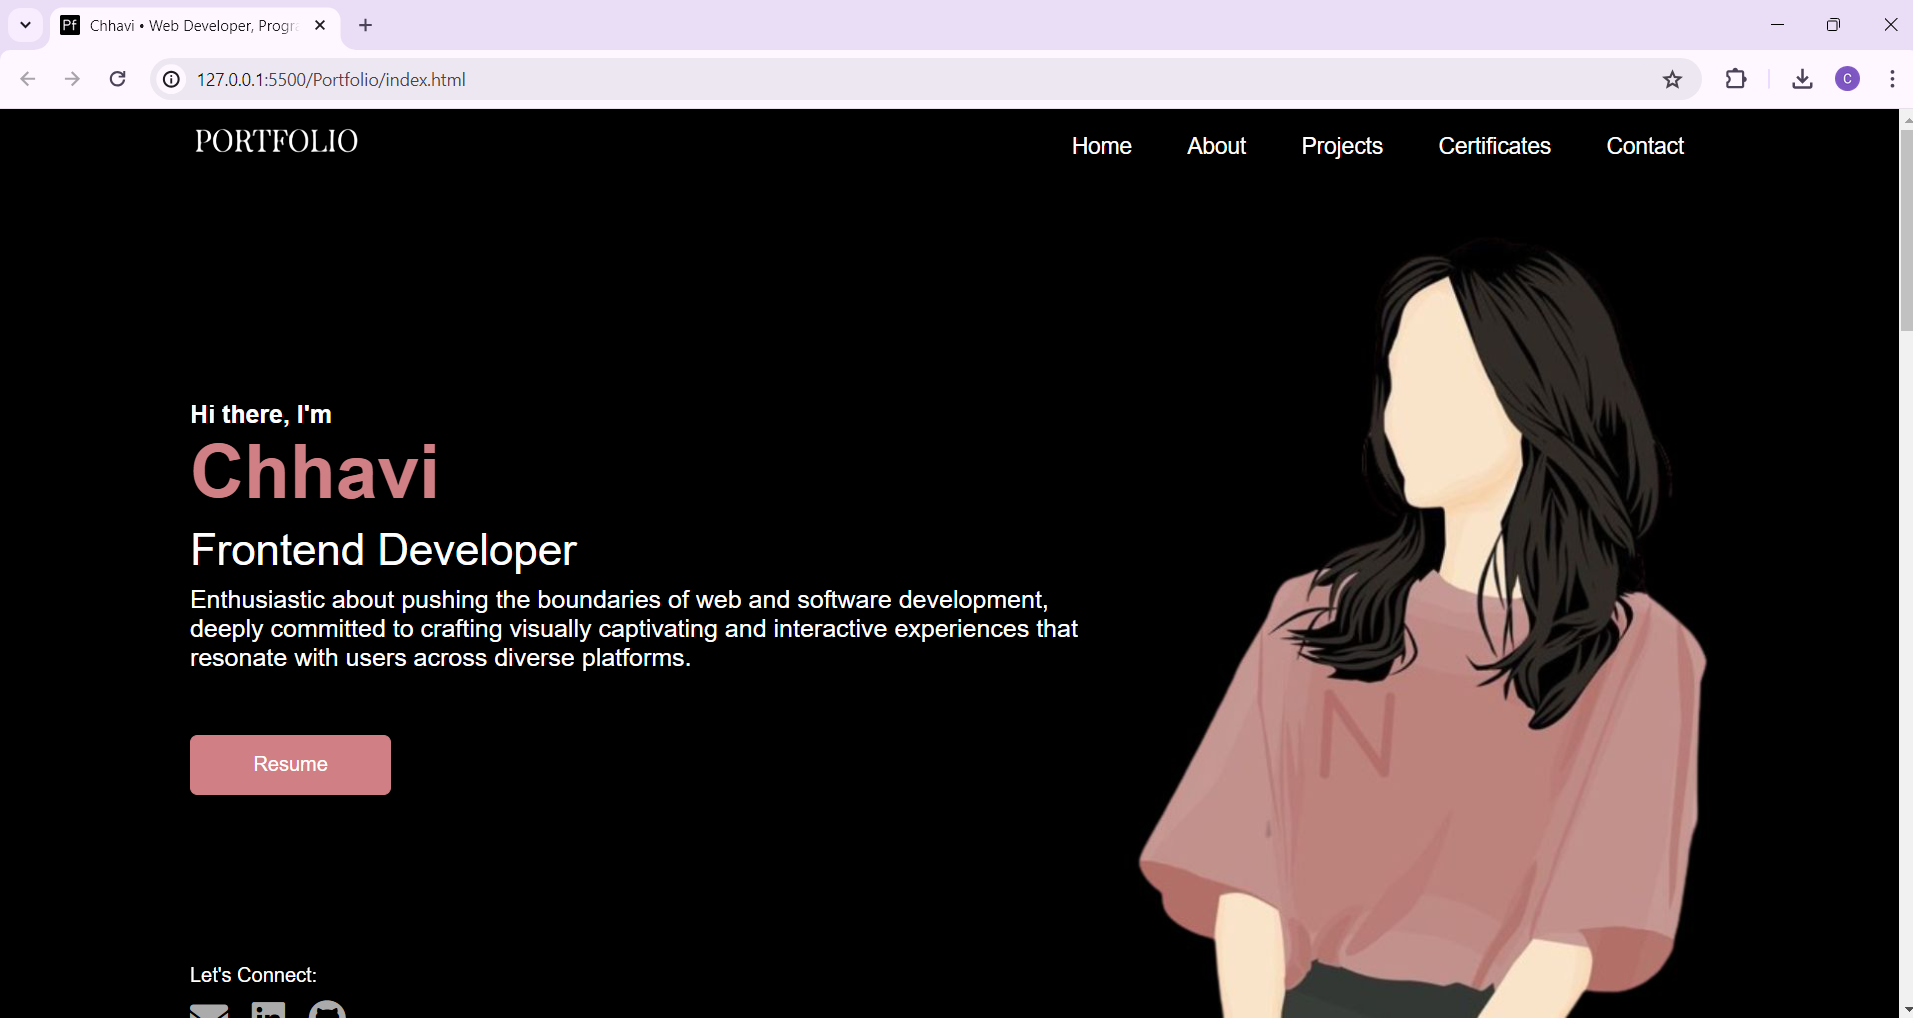 Pf Chhavi • Web Developer, Progra
127.0.0.1:5500/Portfolio/index.html
C
PORTFOLIO
Home About Projects Certificates Contact
Hi there, I'm
Chhavi
Frontend Developer
Enthusiastic about pushing the boundaries of web and software development,
deeply committed to crafting visually captivating and interactive experiences that
resonate with users across diverse platforms.
N
Resume
Let's Connect:
in